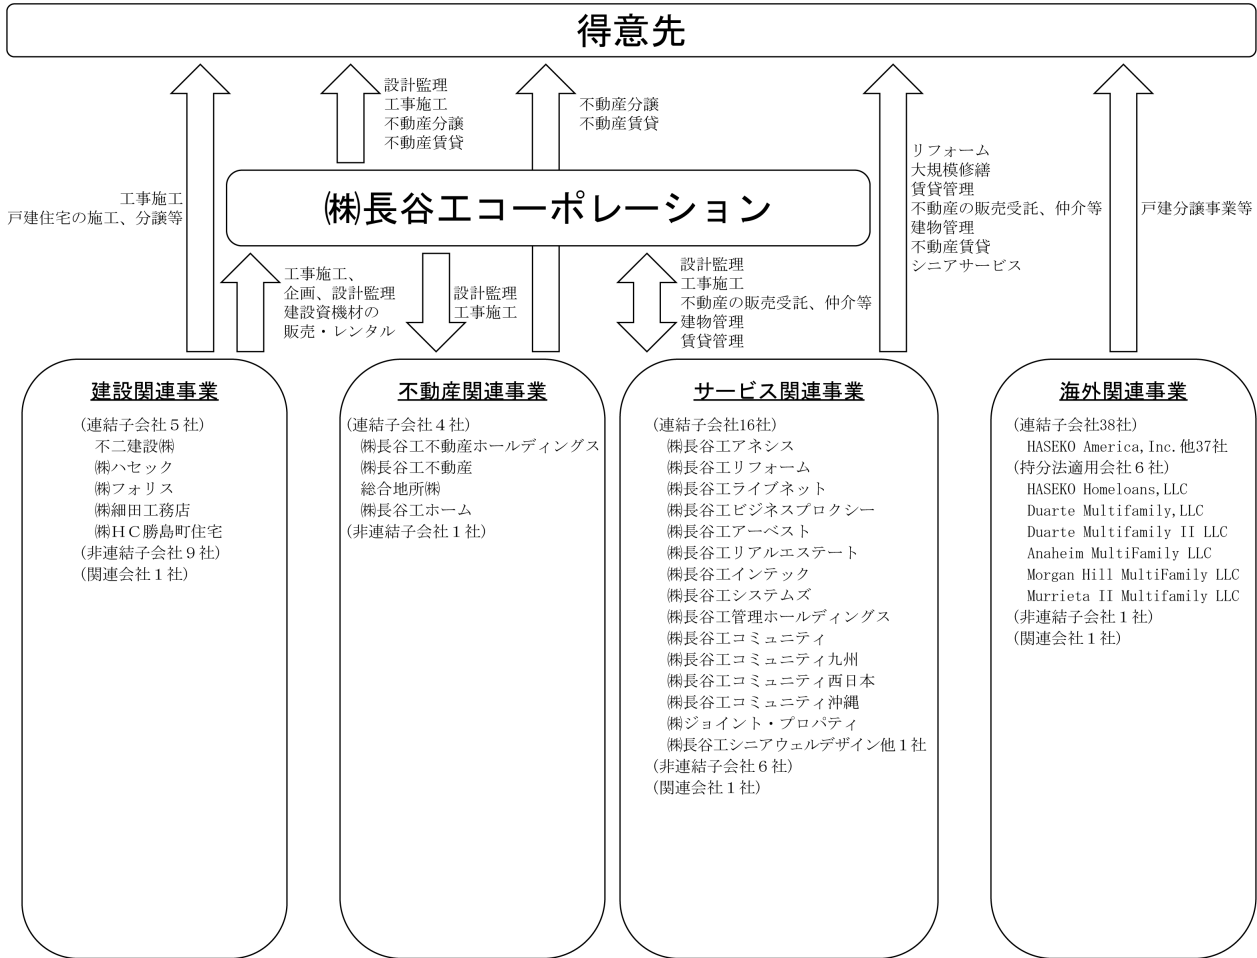 得意先
設計監理
工事施工
不動産分譲
不動産賃貸
不動産分譲
不動産賃貸
工事施工
戸建住宅の施工、分譲等
リフォーム
大規模修繕
賃貸管理
不動産の販売受託、仲介等
建物管理
不動産賃貸
シニアサービス
戸建分譲事業等
㈱長谷工コーポレーション
工事施工、
企画、設計監理
建設資機材の
販売・レンタル
設計監理
工事施工
設計監理
工事施工
不動産の販売受託、仲介等
建物管理
賃貸管理
建設関連事業
(連結子会社５社)
不二建設㈱
㈱ハセック
㈱フォリス
㈱細田工務店
㈱ＨＣ勝島町住宅
(非連結子会社９社)
(関連会社１社)
不動産関連事業
(連結子会社４社)
㈱長谷工不動産ホールディングス
㈱長谷工不動産
総合地所㈱
㈱長谷工ホーム
(非連結子会社１社)
サービス関連事業
(連結子会社16社)
㈱長谷工アネシス
㈱長谷工リフォーム
㈱長谷工ライブネット
㈱長谷工ビジネスプロクシー
㈱長谷工アーベスト
㈱長谷工リアルエステート
㈱長谷工インテック
㈱長谷工システムズ
㈱長谷工管理ホールディングス
㈱長谷工コミュニティ
㈱長谷工コミュニティ九州
㈱長谷工コミュニティ西日本
㈱長谷工コミュニティ沖縄
㈱ジョイント・プロパティ
㈱長谷工シニアウェルデザイン他１社
(非連結子会社６社)
(関連会社１社)
海外関連事業
(連結子会社38社)
HASEKO America,Inc.他37社
(持分法適用会社６社)
HASEKO Homeloans,LLC
Duarte Multifamily,LLC
Duarte Multifamily II LLC
Anaheim MultiFamily LLC
Morgan Hill MultiFamily LLC
Murrieta II Multifamily LLC
(非連結子会社１社)
(関連会社１社)